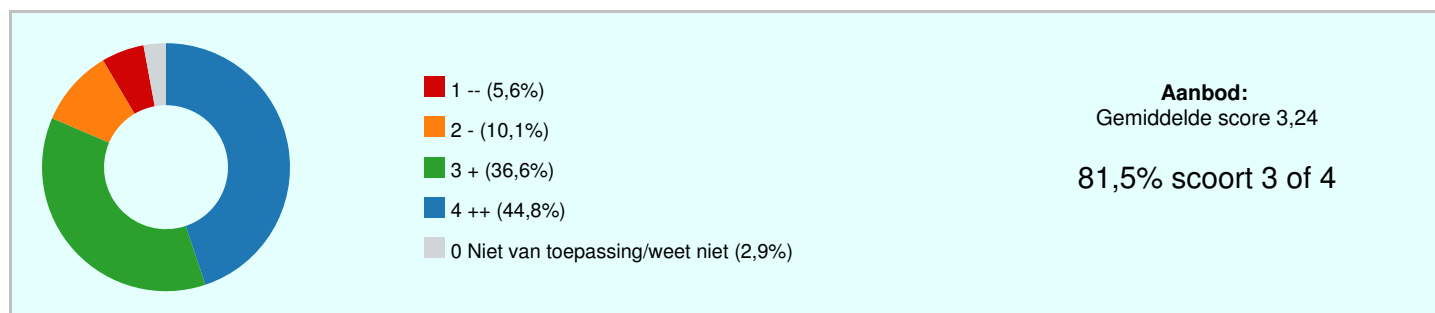 1 -- (5,6%)
2 - (10,1%)
3 + (36,6%)
4 ++ (44,8%)
0 Niet van toepassing/weet niet (2,9%)
Aanbod:
Gemiddelde score 3,24
81,5% scoort 3 of 4